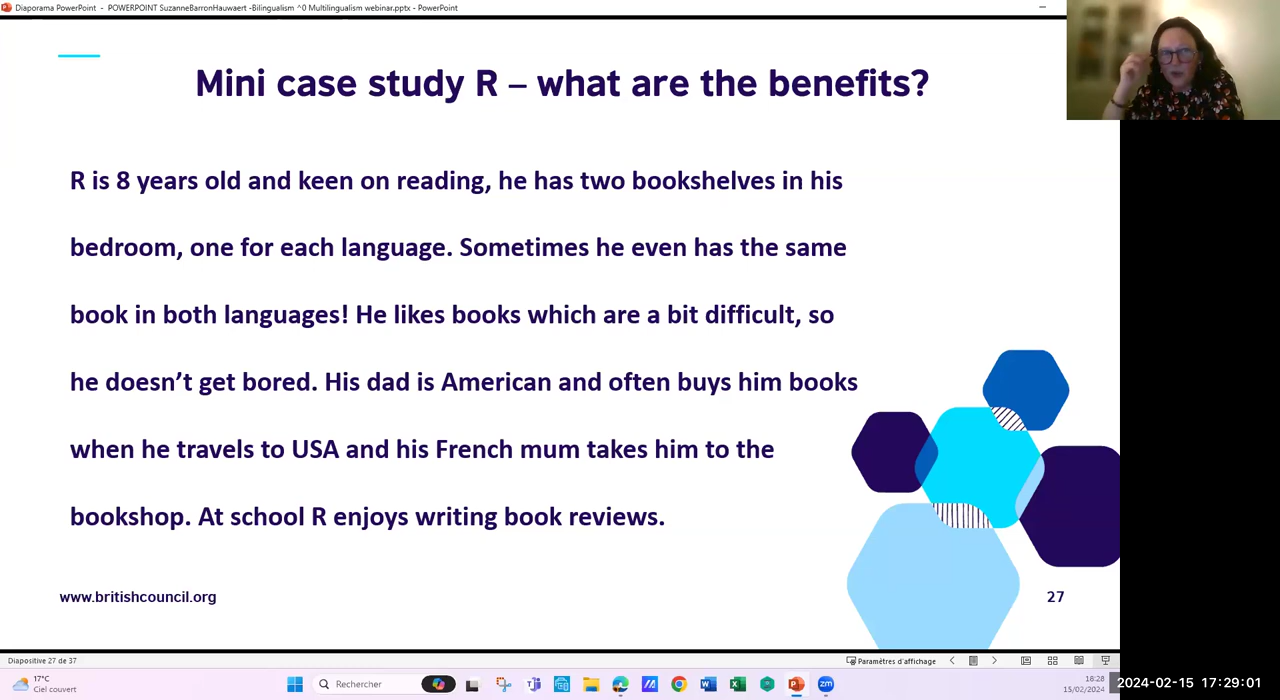 Diaporama PowerPoint - POWERPOINT SuzanneBarronHauwaert -Bilingualism ^0 Multilingualism webinar.pptx - PowerPoint
Mini case study R – what are the benefits?
R is 8 years old and keen on reading, he has two bookshelves in his
bedroom, one for each language. Sometimes he even has the same
book in both languages! He likes books which are a bit difficult, so
he doesn’t get bored. His dad is American and often buys him books
when he travels to USA and his French mum takes him to the
bookshop. At school R enjoys writing book reviews.
www.britishcouncil.org
27
Diapositive 27 de 37
Paramètres d'affichage
17°C
Ciel couvert
Rechercher
zm
18:28
15/02/2024
2024-02-15 17:29:01